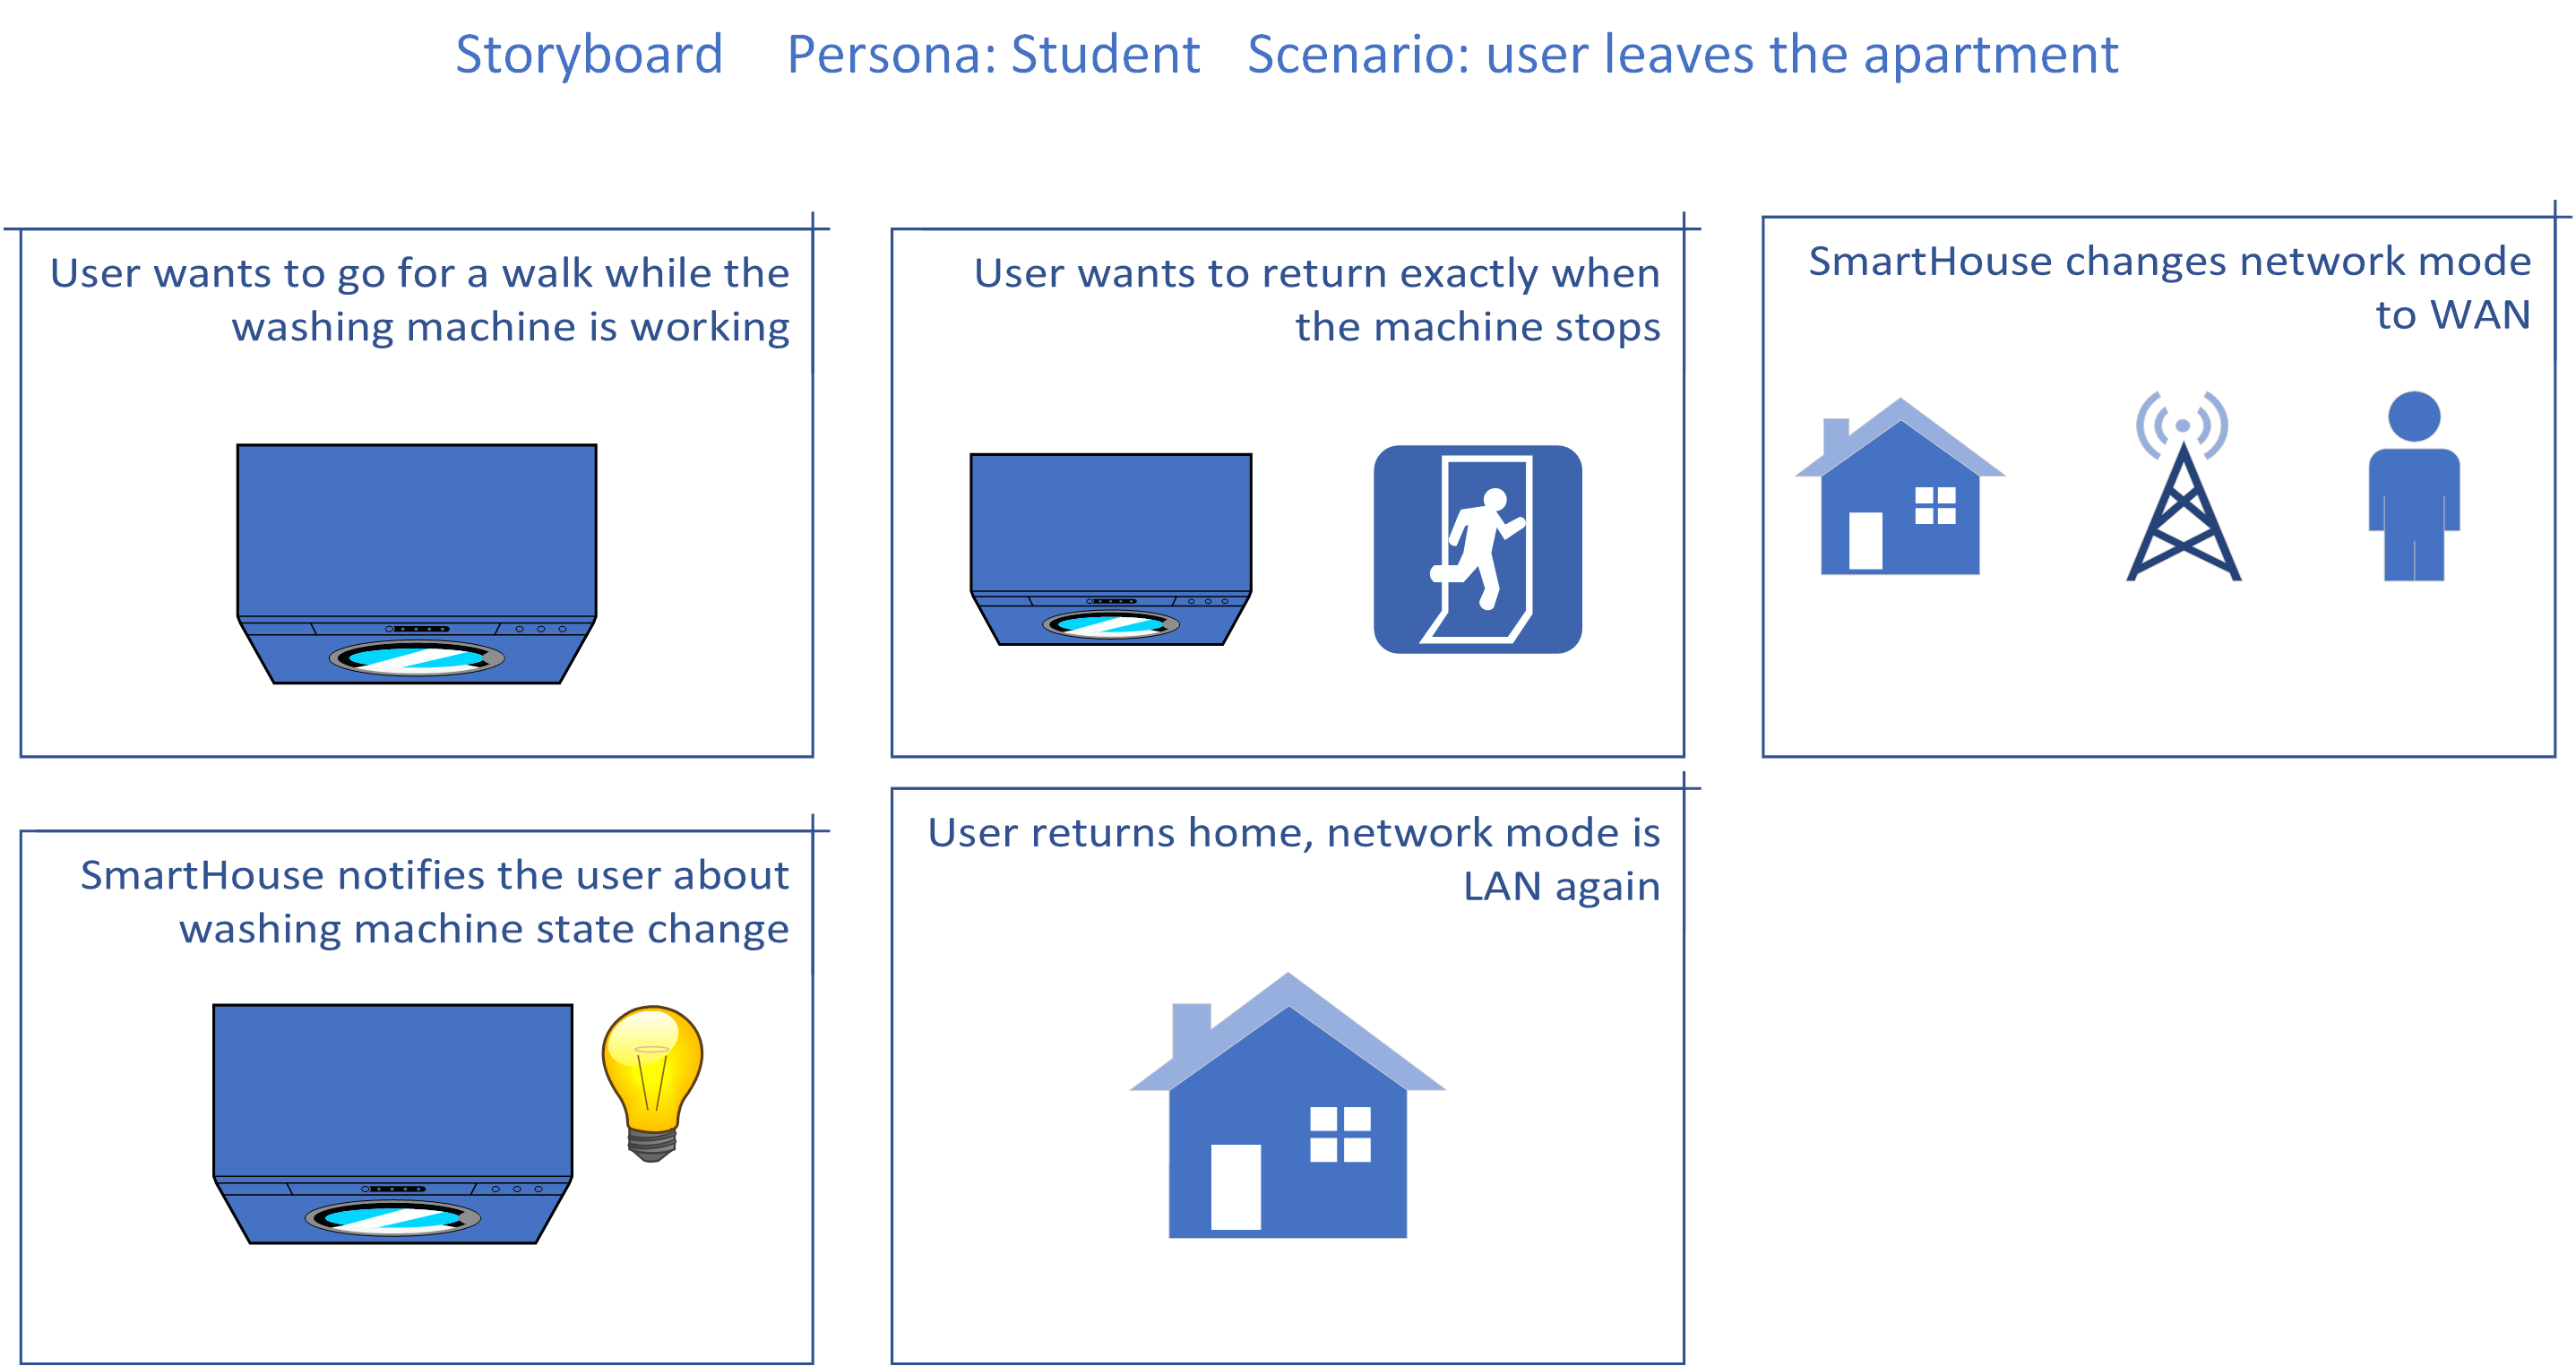 Storyboard Persona: Student Scenario: user leaves the apartment
User wants to go for a walk while the
washing machine is working
User wants to return exactly when
the machine stops
SmartHouse changes network mode
to WAN
SmartHouse notifies the user about
washing machine state change
User returns home, network mode is
LAN again